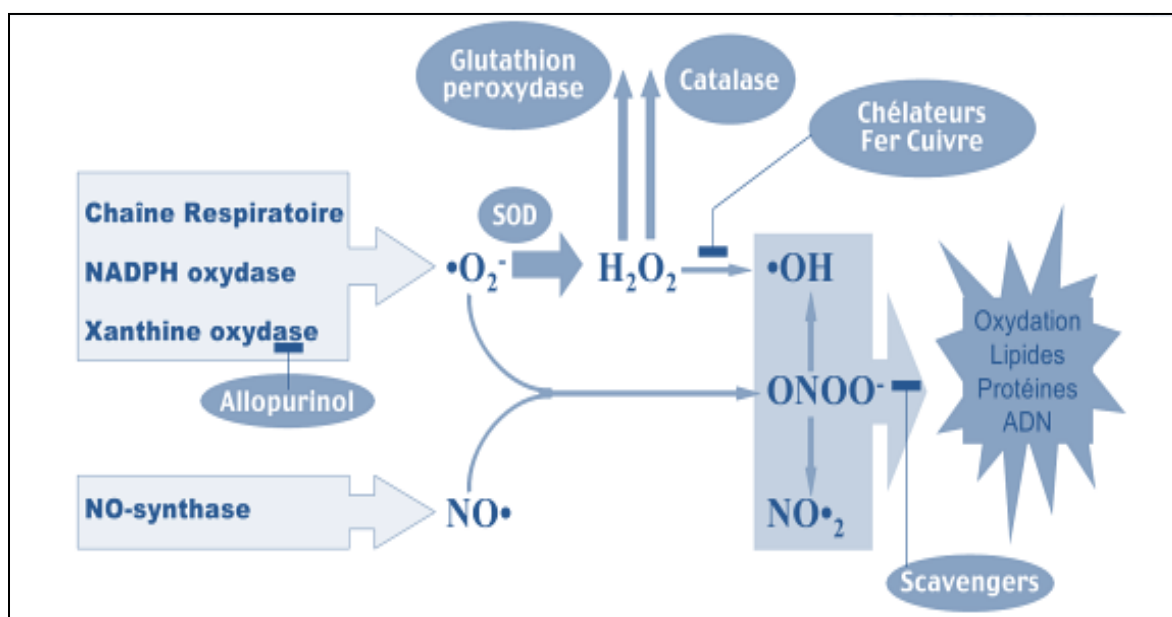 Glutathion
peroxydase
Catalase
Chélateurs
Fer Cuivre
Chaîne Respiratoire
NADPH oxydase
Xanthine oxydase
Allopurinol
SOD
•O₂⁻
H₂O₂
•OH
ONOO⁻
NO•₂
Oxydation
Lipides
Protéines
ADN
NO-synthase
NO•
Scavengers